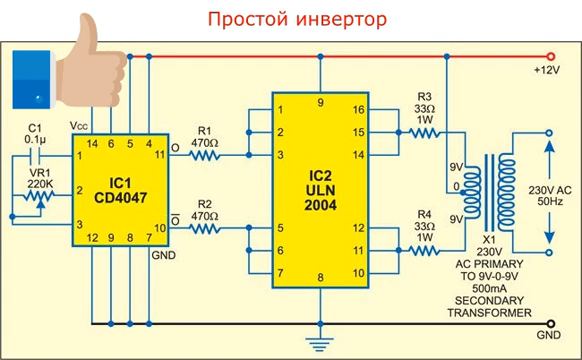 Простой инвертор
+12V
C1
0.1µ
VCC
14 6 5 4
1
VR1
220K
2
3
IC1
CD4047
11 O
10 O
12 9 8 7
GND
R1
470Ω
R2
470Ω
9
1
2
3
5
6
7
IC2
ULN
2004
16
15
14
12
11
10
8
R3
33Ω
1W
R4
33Ω
1W
9V
0
9V
230V AC
50Hz
X1
230V
AC PRIMARY
TO 9V-0-9V
500mA
SECONDARY
TRANSFORMER
GND